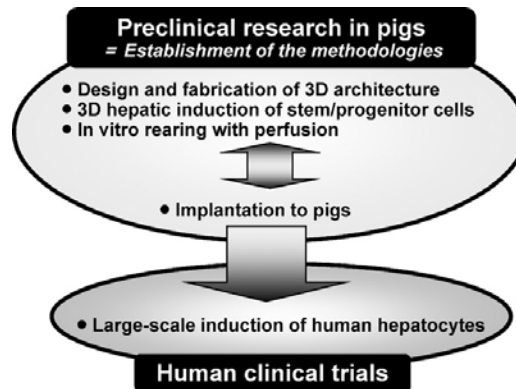 Preclinical research in pigs
= Establishment of the methodologies
• Design and fabrication of 3D architecture
• 3D hepatic induction of stem/progenitor cells
• In vitro rearing with perfusion
• Implantation to pigs
• Large-scale induction of human hepatocytes
Human clinical trials